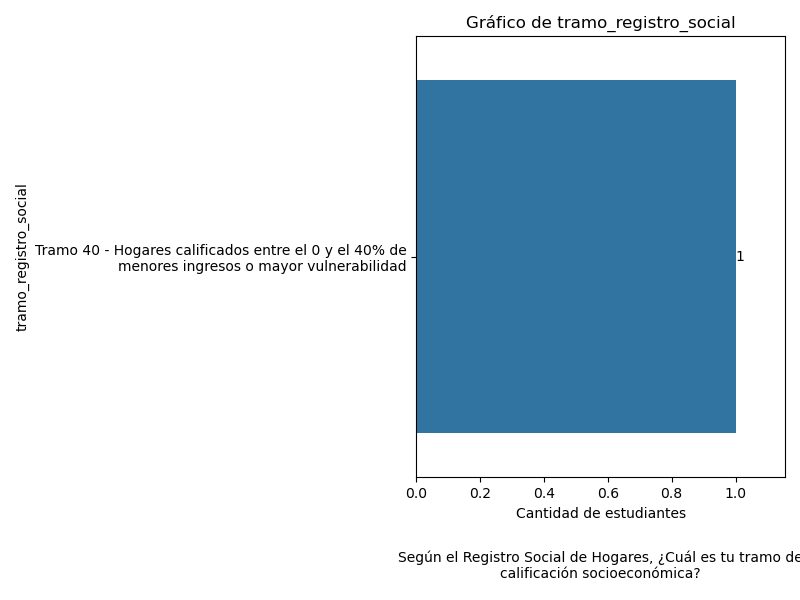 Gráfico de tramo_registro_social
tramo_registro_social
Tramo 40 - Hogares calificados entre el 0 y el 40% de
menores ingresos o mayor vulnerabilidad
1
0.0 0.2 0.4 0.6 0.8 1.0
Cantidad de estudiantes
Según el Registro Social de Hogares, ¿Cuál es tu tramo de
calificación socioeconómica?